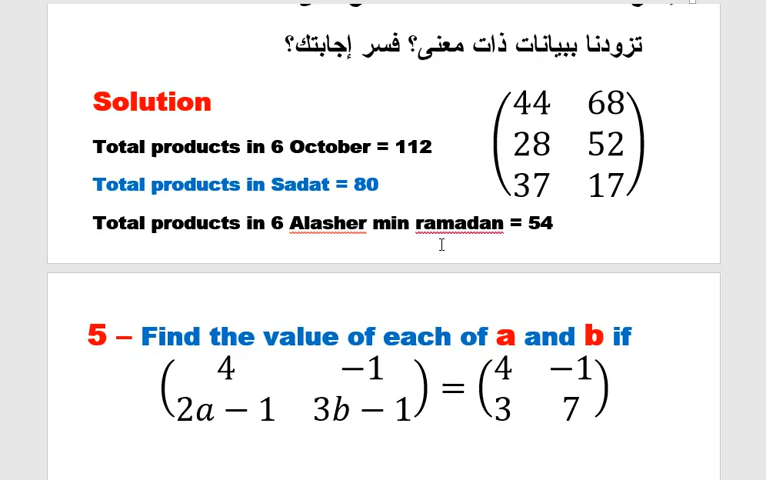 تزودنا ببيانات ذات معنى؟ فسر إجابتك؟
Solution
44 68
Total products in 6 October = 112
28 52
Total products in Sadat = 80
37 17
Total products in 6 Alasher min ramadan = 54
5 – Find the value of each of a and b if
4 −1 4 −1
=
2a − 1 3b − 1 3 7